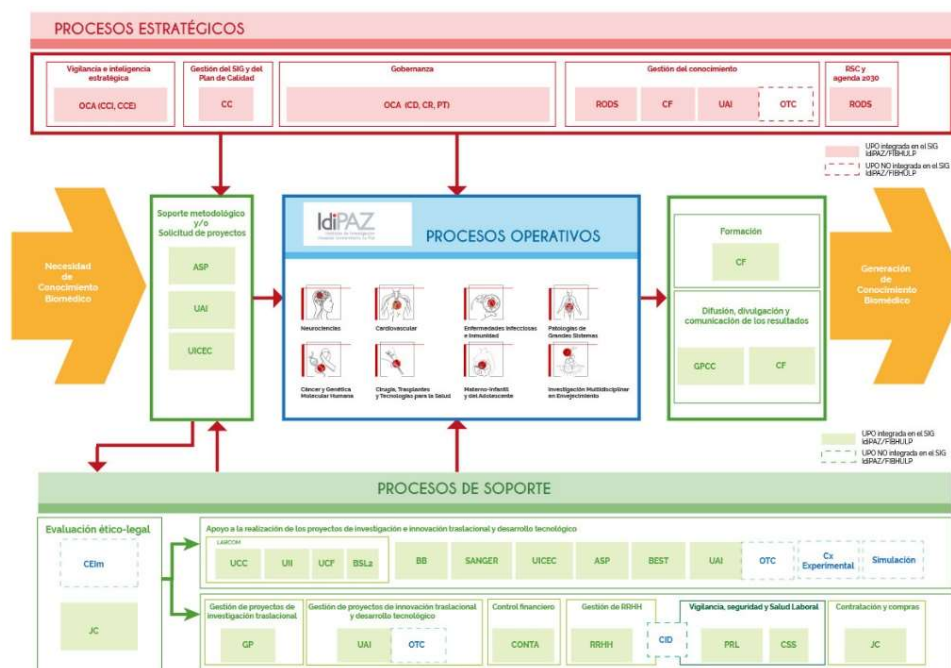 PROCESOS ESTRATÉGICOS
Vigilancia e inteligencia
estratégica
OCA (CCI, CCE)
Gestión del SIG y del
Plan de Calidad
CC
Gobernanza
OCA (CD, CR, PT)
Gestión del conocimiento
RODS
CF
UAI
OTC
RSC y
agenda 2030
RODS
UPO integrada en el SIG
IdiPAZ/FIBHULP
UPO NO integrada en el SIG
IdiPAZ/FIBHULP
Necesidad
de
Conocimiento
Biomédico
Soporte metodológico
y/o
Solicitud de proyectos
ASP
UAI
UICEC
IdiPAZ
PROCESOS OPERATIVOS
Neurociencias
Cardiovascular
Enfermedades Infecciosas
e Inmunidad
Patologías de
Grandes Sistemas
Cáncer y Genética
Molecular Humana
Cirugía, Trasplantes
y Tecnologías para la Salud
Materno-Infantil
y del Adolescente
Investigación Multidisciplinar
en Envejecimiento
Formación
CF
Difusión, divulgación y
comunicación de los resultados
GPCC
CF
Generación
de
Conocimiento
Biomédico
UPO integrada en el SIG
IdiPAZ/FIBHULP
UPO NO integrada en el SIG
IdiPAZ/FIBHULP
PROCESOS DE SOPORTE
Evaluación ético-legal
CEIm
JC
Apoyo a la realización de los proyectos de investigación e innovación traslacional y desarrollo tecnológico
LABCOM
UCC
UII
UCF
BSL2
BB
SANGER
UICEC
ASP
BEST
UAI
OTC
Cx
Experimental
Simulación
Gestión de proyectos de
investigación traslacional
GP
Gestión de proyectos de innovación traslacional
y desarrollo tecnológico
UAI
OTC
Control financiero
CONTA
Gestión de RRHH
RRHH
CID
Vigilancia, seguridad y Salud Laboral
PRL
CSS
Contratación y compras
JC